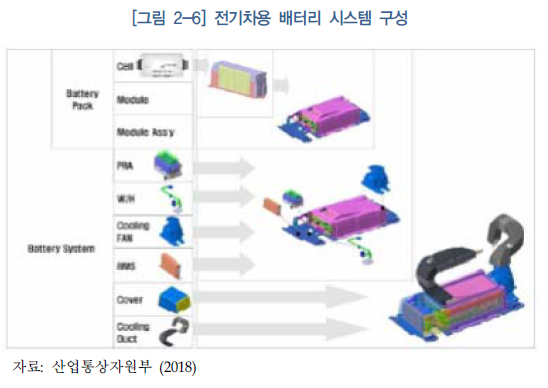 [그림 2-6] 전기차용 배터리 시스템 구성
Cell
Battery
Pack
Module
Module Ass'y
PRA
W/H
Cooling
FAN
Battery System
BMS
Cover
Cooling
Duct
자료: 산업통상자원부 (2018)